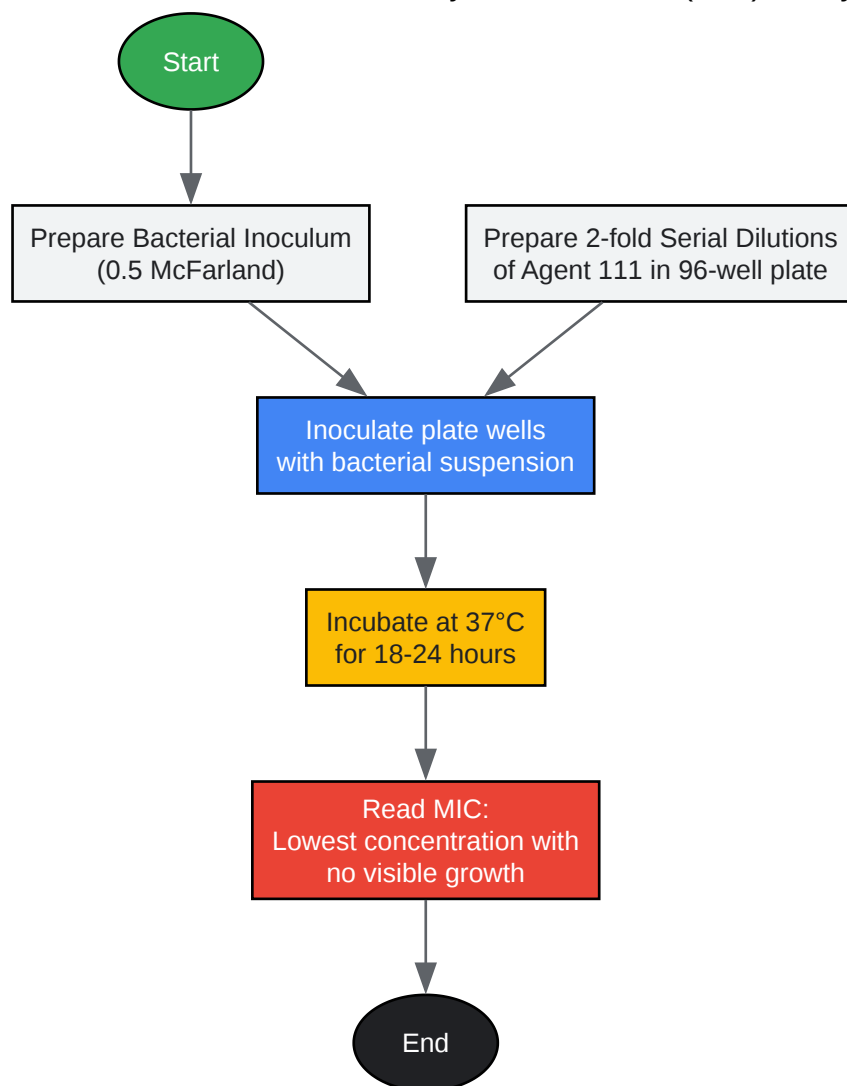 Start
Prepare Bacterial Inoculum
(0.5 McFarland)
Prepare 2-fold Serial Dilutions
of Agent 111 in 96-well plate
Inoculate plate wells
with bacterial suspension
Incubate at 37°C
for 18-24 hours
Read MIC:
Lowest concentration with
no visible growth
End